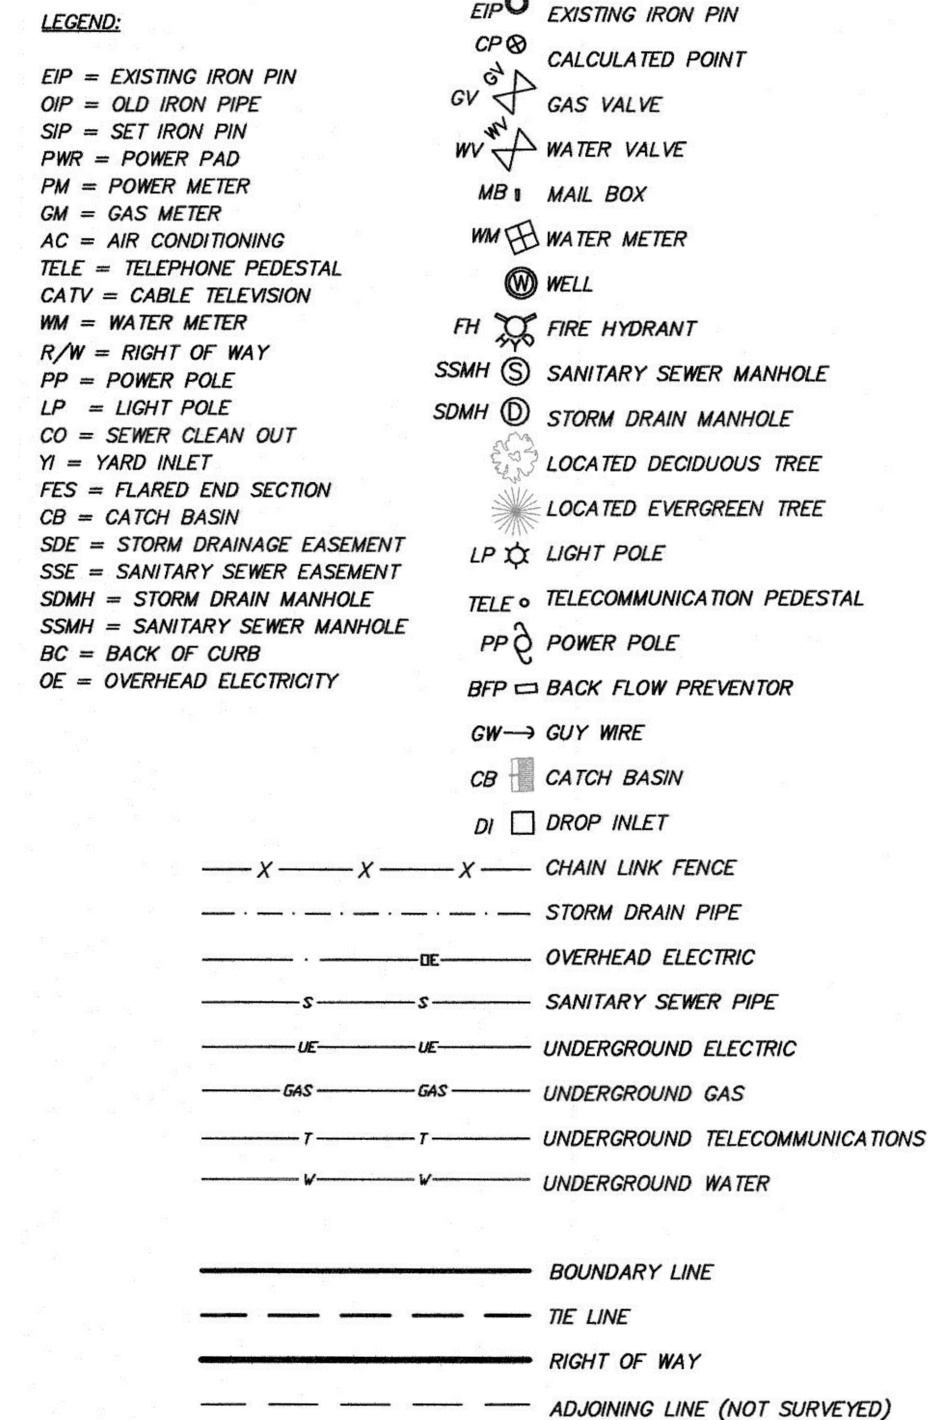 LEGEND:
EIP = EXISTING IRON PIN
OIP = OLD IRON PIPE
SIP = SET IRON PIN
PWR = POWER PAD
PM = POWER METER
GM = GAS METER
AC = AIR CONDITIONING
TELE = TELEPHONE PEDESTAL
CATV = CABLE TELEVISION
WM = WATER METER
R/W = RIGHT OF WAY
PP = POWER POLE
LP = LIGHT POLE
CO = SEWER CLEAN OUT
YI = YARD INLET
FES = FLARED END SECTION
CB = CATCH BASIN
SDE = STORM DRAINAGE EASEMENT
SSE = SANITARY SEWER EASEMENT
SDMH = STORM DRAIN MANHOLE
SSMH = SANITARY SEWER MANHOLE
BC = BACK OF CURB
OE = OVERHEAD ELECTRICITY
EIP EXISTING IRON PIN
CP CALCULATED POINT
GV GV GAS VALVE
WV WV WATER VALVE
MB MAIL BOX
WM WATER METER
W WELL
FH FIRE HYDRANT
SSMH S SANITARY SEWER MANHOLE
SDMH D STORM DRAIN MANHOLE
LOCATED DECIDUOUS TREE
LOCATED EVERGREEN TREE
LP LIGHT POLE
TELE TELECOMMUNICATION PEDESTAL
PP POWER POLE
BFP BACK FLOW PREVENTOR
GW GUY WIRE
CB CATCH BASIN
DI DROP INLET
X X X CHAIN LINK FENCE
STORM DRAIN PIPE
OE OVERHEAD ELECTRIC
S S SANITARY SEWER PIPE
UE UE UNDERGROUND ELECTRIC
GAS GAS UNDERGROUND GAS
T T UNDERGROUND TELECOMMUNICATIONS
W W UNDERGROUND WATER
BOUNDARY LINE
TIE LINE
RIGHT OF WAY
ADJOINING LINE (NOT SURVEYED)